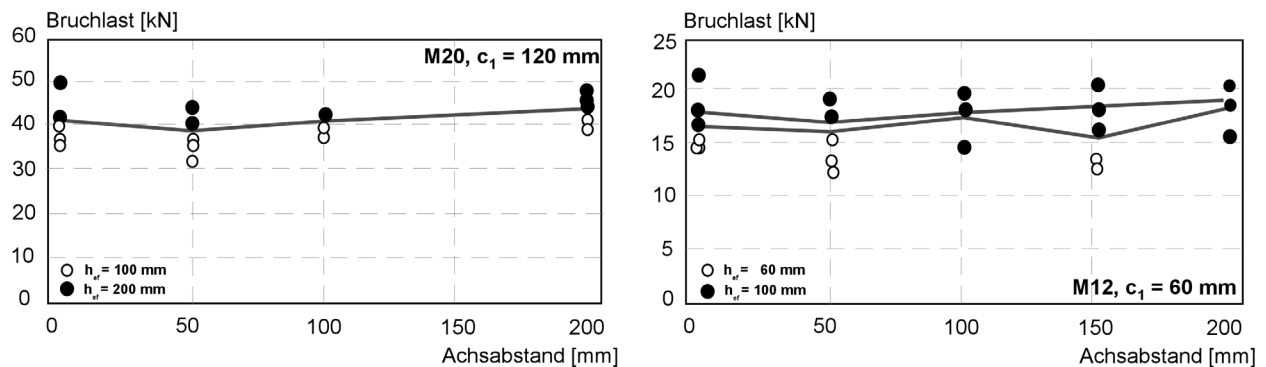 Bruchlast [kN]
60
50
40
30
20
10
0
M20, c₁ = 120 mm
h_ef = 100 mm
h_ef = 200 mm
0 50 100 150 200
Achsabstand [mm]
Bruchlast [kN]
25
20
15
10
5
0
h_ef = 60 mm
h_ef = 100 mm
M12, c₁ = 60 mm
0 50 100 150 200
Achsabstand [mm]